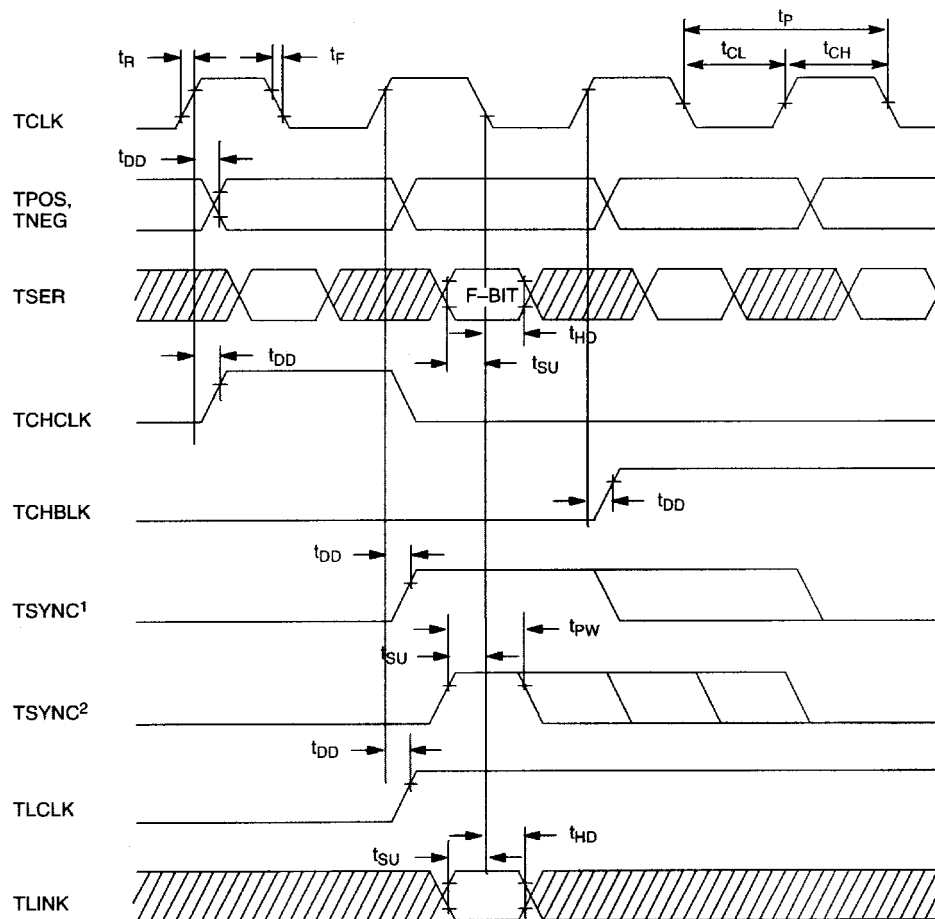 tP
tR tF tCL tCH
TCLK
tDD
TPOS,
TNEG
TSER F–BIT
tHD
tDD tSU
TCHCLK
TCHBLK tDD
tDD
TSYNC1
tPW
tSU
TSYNC2
tDD
TLCLK
tHD
tSU
TLINK